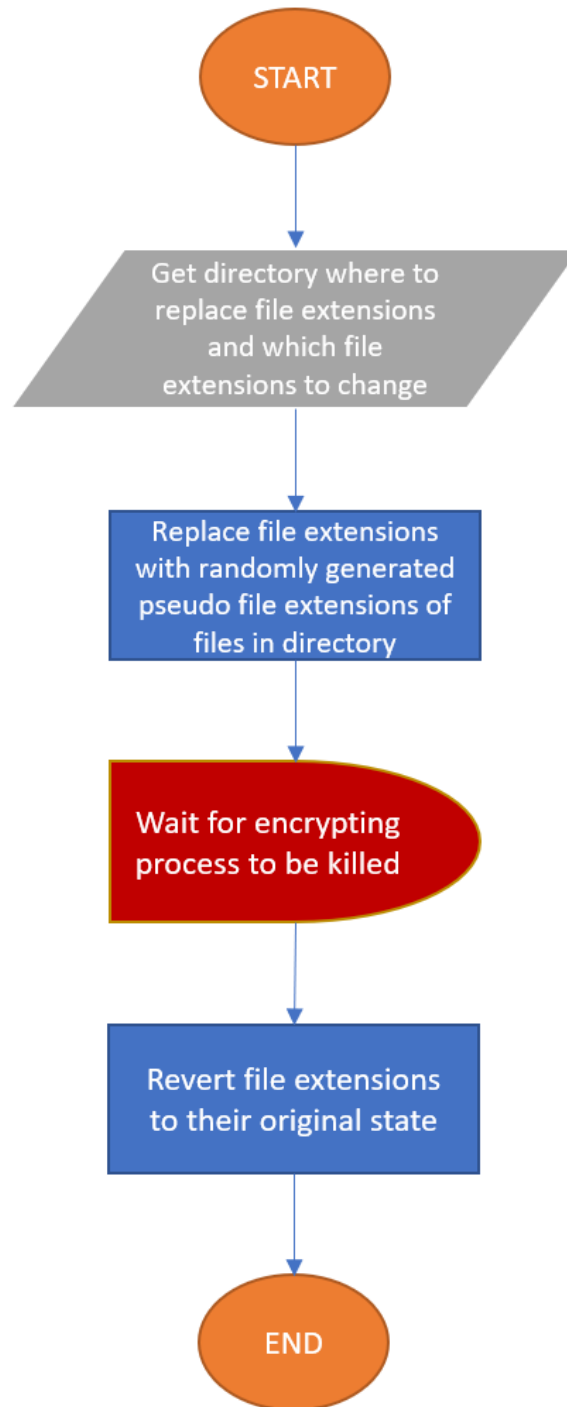 START
Get directory where to
replace file extensions
and which file
extensions to change
Replace file extensions
with randomly generated
pseudo file extensions of
files in directory
Wait for encrypting
process to be killed
Revert file extensions
to their original state
END